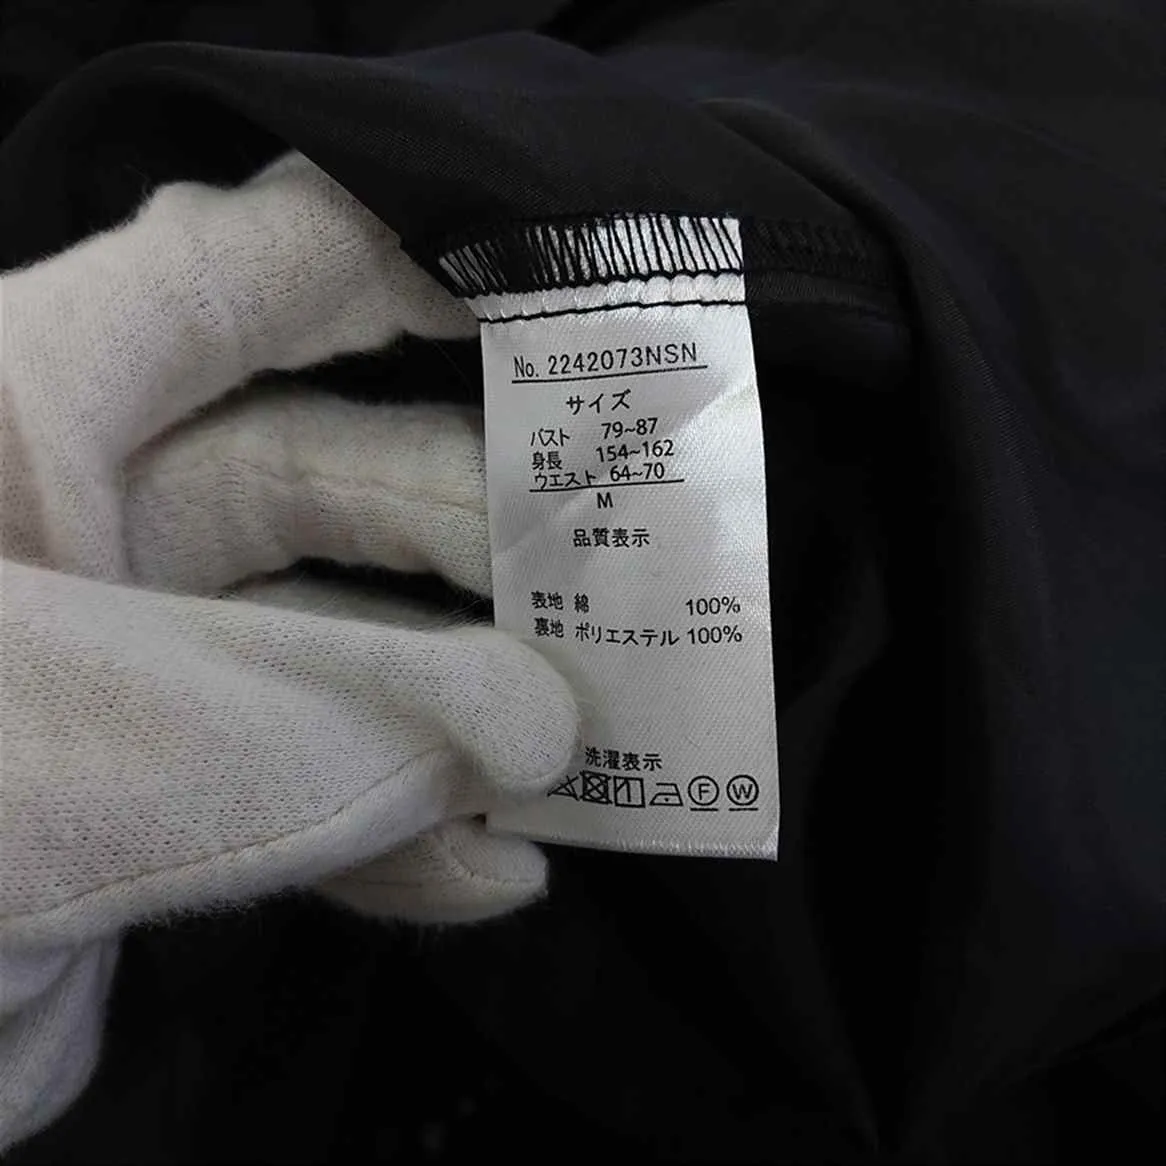 No. 2242073NSN
サイズ
バスト 79~87
身長 154~162
ウエスト 64~70
M
品質表示
表地 綿 100%
裏地 ポリエステル 100%
洗濯表示
F W